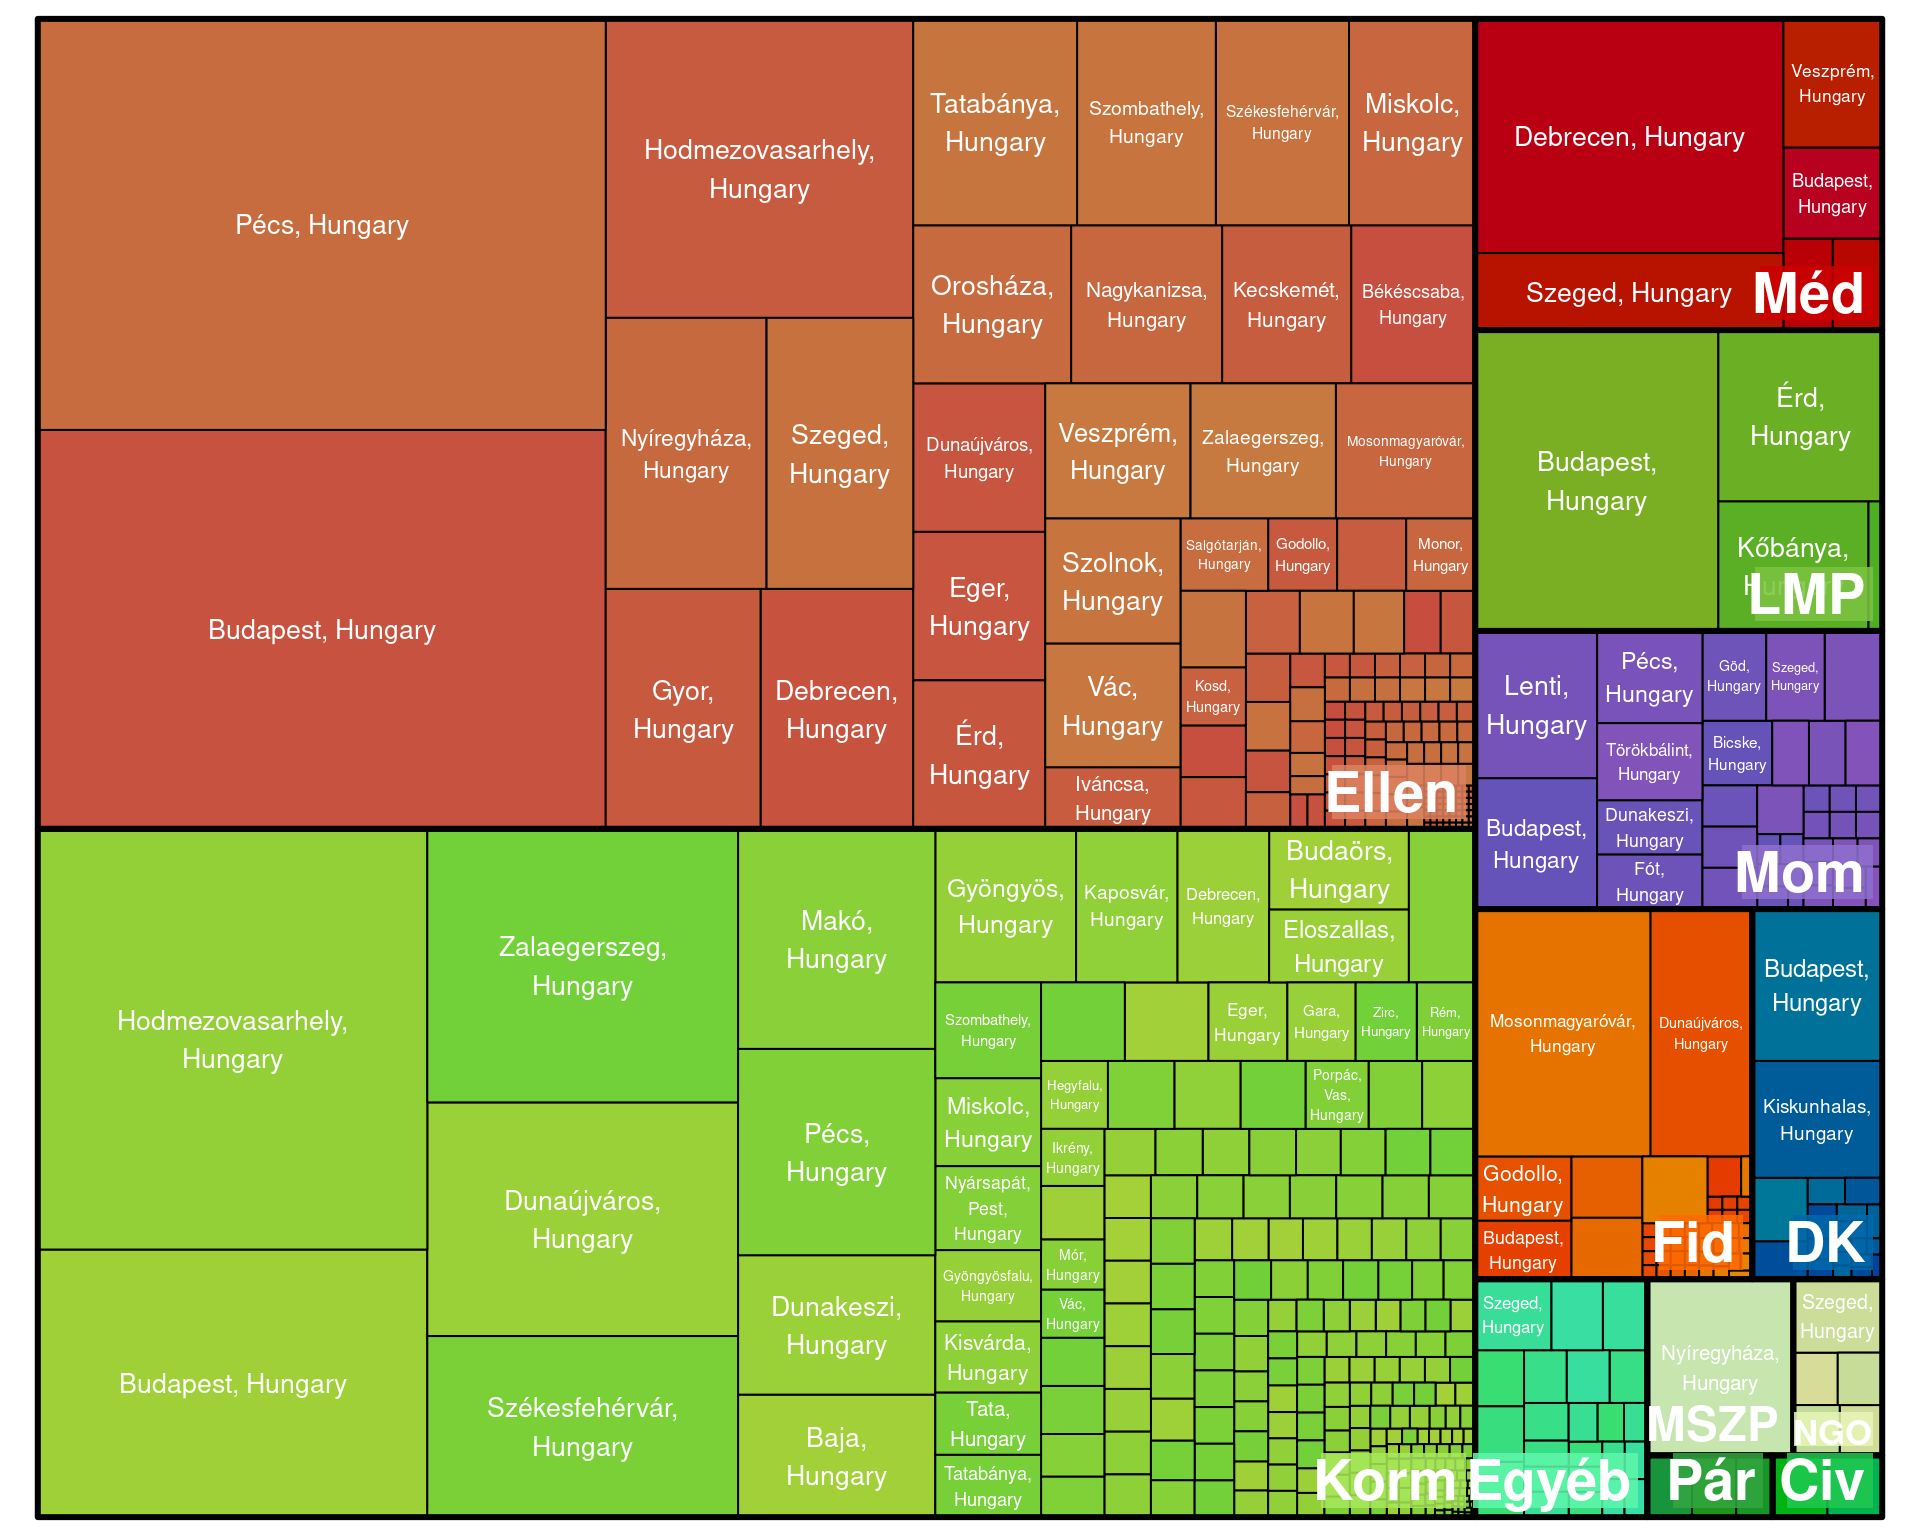 Pécs, Hungary
Budapest, Hungary
Hodmezovasarhely,
Hungary
Nyíregyháza,
Hungary
Szeged,
Hungary
Gyor,
Hungary
Debrecen,
Hungary
Tatabánya,
Hungary
Szombathely,
Hungary
Székesfehérvár,
Hungary
Miskolc,
Hungary
Orosháza,
Hungary
Nagykanizsa,
Hungary
Kecskemét,
Hungary
Békéscsaba,
Hungary
Dunaújváros,
Hungary
Eger,
Hungary
Érd,
Hungary
Veszprém,
Hungary
Zalaegerszeg,
Hungary
Mosonmagyaróvár,
Hungary
Szolnok,
Hungary
Vác,
Hungary
Iváncsa,
Hungary
Salgótarján,
Hungary
Godollo,
Hungary
Monor,
Hungary
Kosd,
Hungary
Ellen
Hodmezovasarhely,
Hungary
Budapest, Hungary
Zalaegerszeg,
Hungary
Dunaújváros,
Hungary
Székesfehérvár,
Hungary
Makó,
Hungary
Pécs,
Hungary
Dunakeszi,
Hungary
Baja,
Hungary
Gyöngyös,
Hungary
Kaposvár,
Hungary
Debrecen,
Hungary
Budaörs,
Hungary
Eloszallas,
Hungary
Szombathely,
Hungary
Miskolc,
Hungary
Nyársapát,
Pest,
Hungary
Gyöngyösfalu,
Hungary
Kisvárda,
Hungary
Tata,
Hungary
Tatabánya,
Hungary
Eger,
Hungary
Gara,
Hungary
Zirc,
Hungary
Rém,
Hungary
Hegyfalu,
Hungary
Porpác,
Vas,
Hungary
Ikrény,
Hungary
Mór,
Hungary
Vác,
Hungary
Korm
Debrecen, Hungary
Szeged, Hungary
Veszprém,
Hungary
Budapest,
Hungary
Méd
Budapest,
Hungary
Érd,
Hungary
Kőbánya,
LMP
Lenti,
Hungary
Budapest,
Hungary
Pécs,
Hungary
Törökbálint,
Hungary
Dunakeszi,
Hungary
Fót,
Hungary
Göd,
Hungary
Szeged,
Hungary
Bicske,
Hungary
Mom
Mosonmagyaróvár,
Hungary
Dunaújváros,
Hungary
Godollo,
Hungary
Budapest,
Hungary
Fid
Budapest,
Hungary
Kiskunhalas,
Hungary
DK
Szeged,
Hungary
Egyéb
Nyíregyháza,
Hungary
MSZP
Szeged,
Hungary
NGO
Pár
Civ